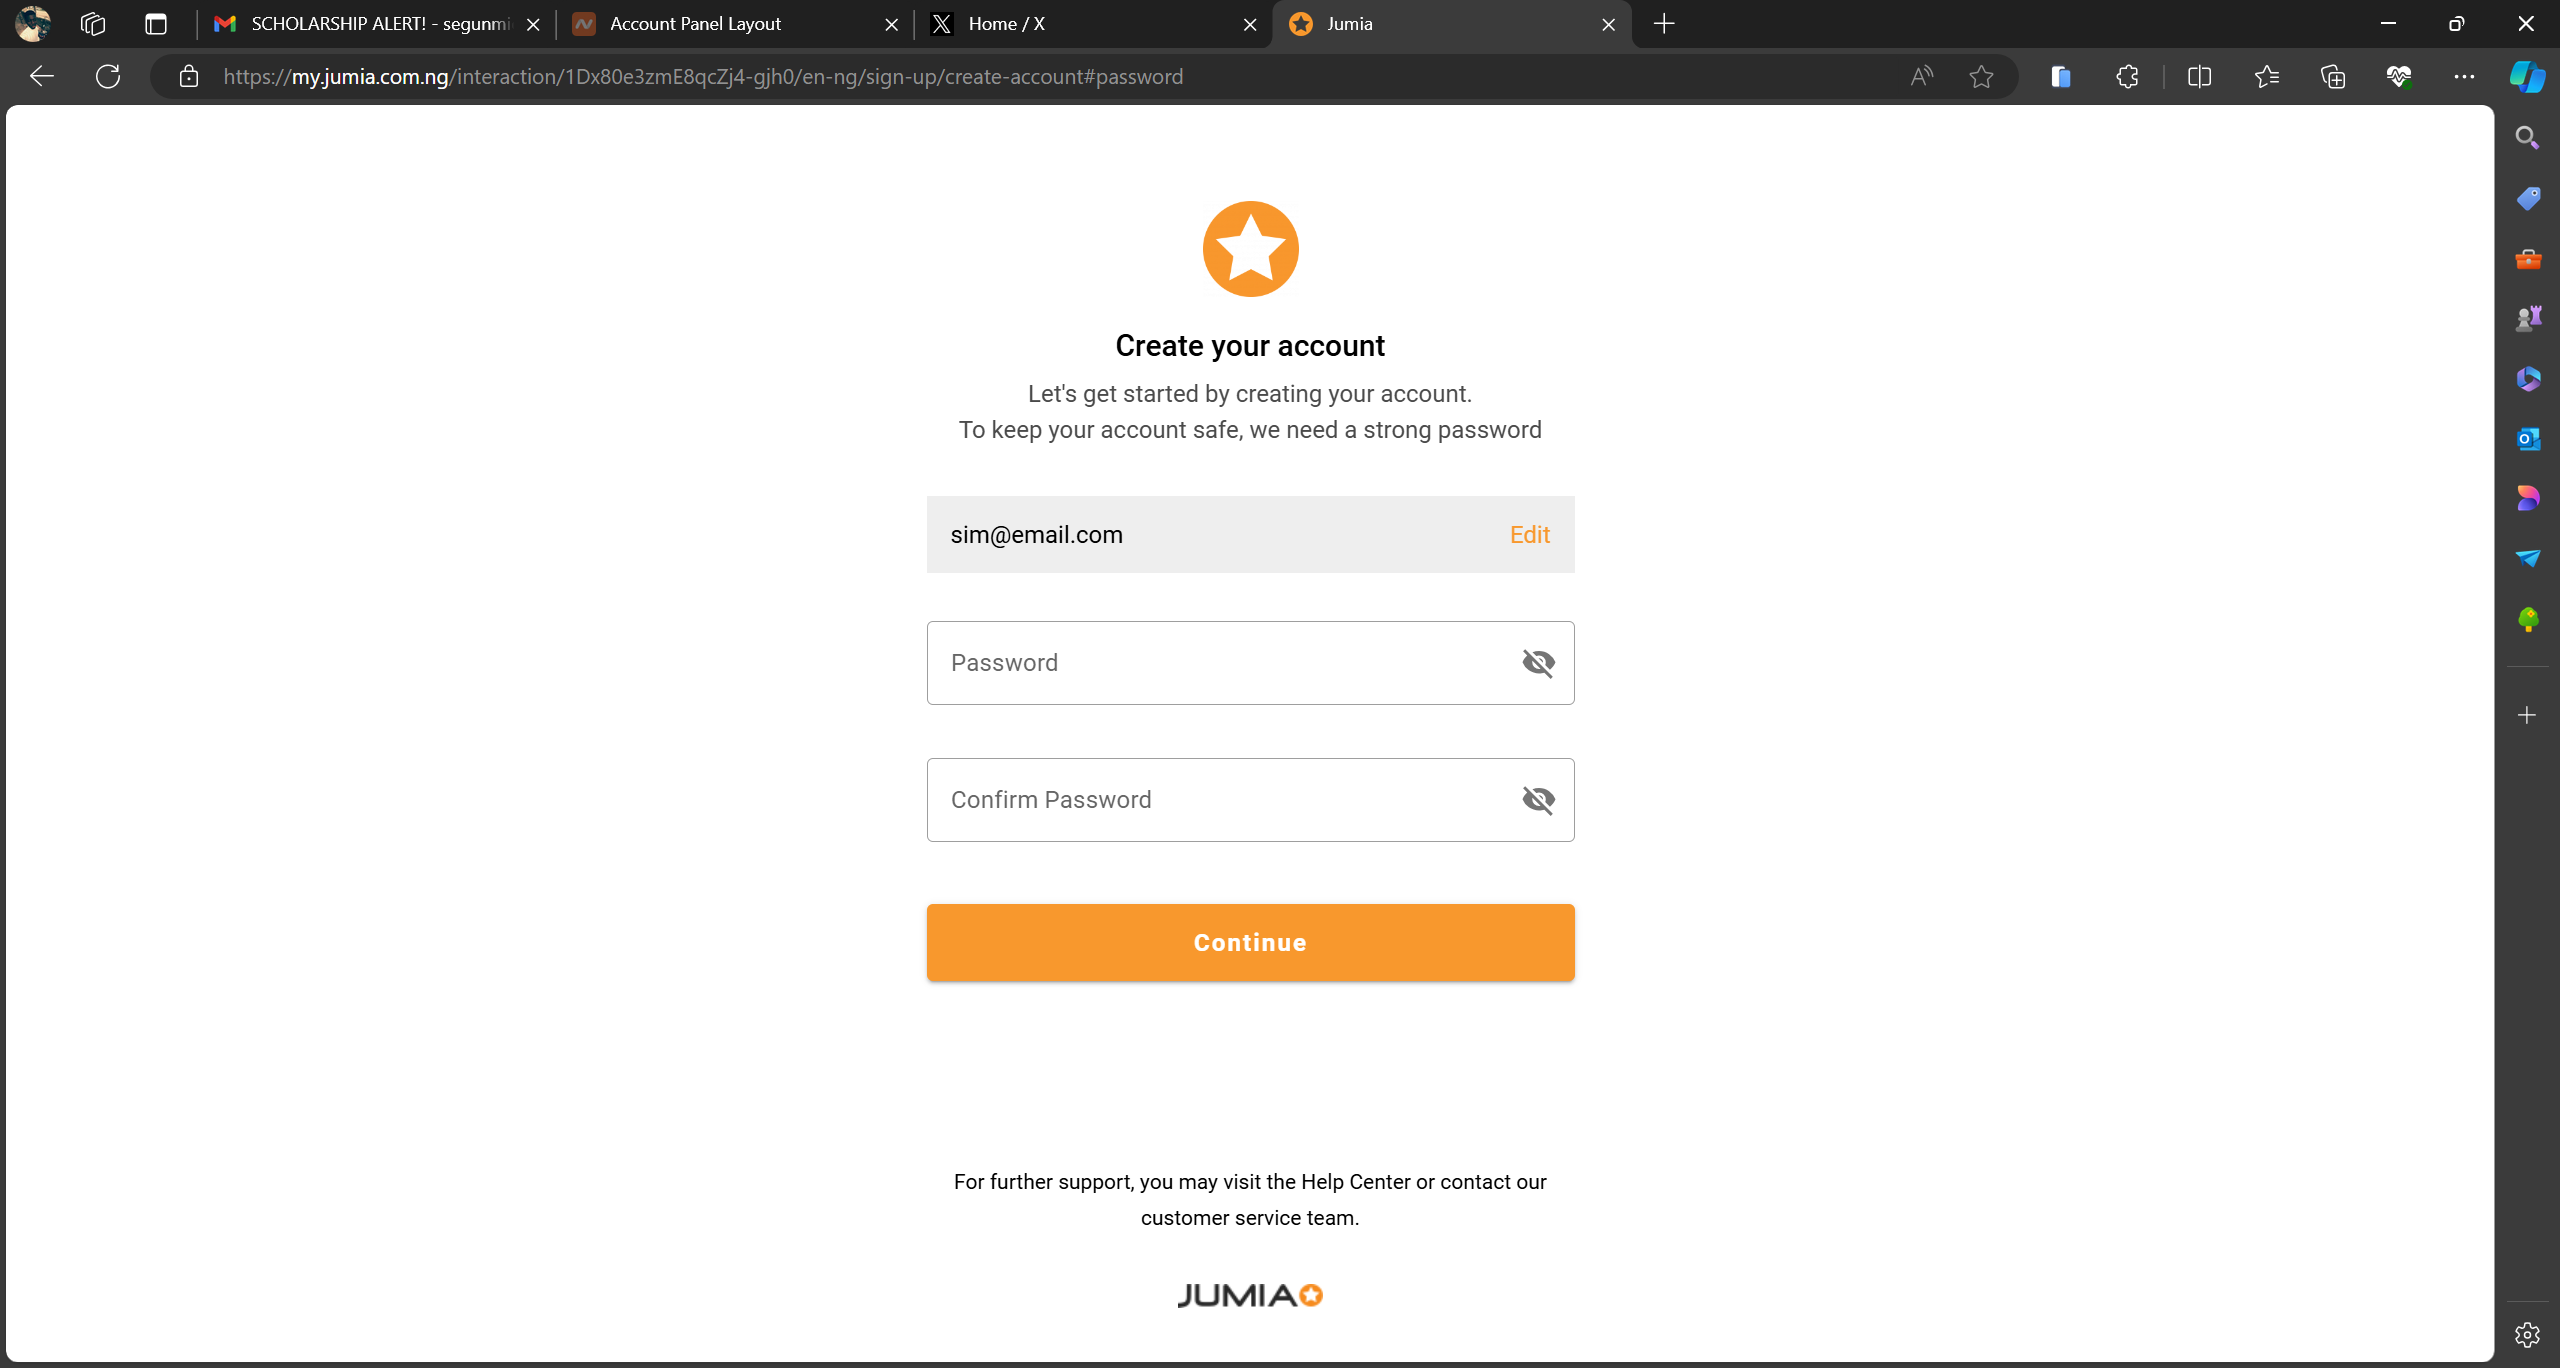 SCHOLARSHIP ALERT! - segunmi
Account Panel Layout
Home / X
Jumia
https://my.jumia.com.ng/interaction/1Dx80e3zmE8qcZj4-gjh0/en-ng/sign-up/create-account#password
Create your account
Let's get started by creating your account.
To keep your account safe, we need a strong password
sim@email.com
Edit
Password
Confirm Password
Continue
For further support, you may visit the Help Center or contact our
customer service team.
JUMIA